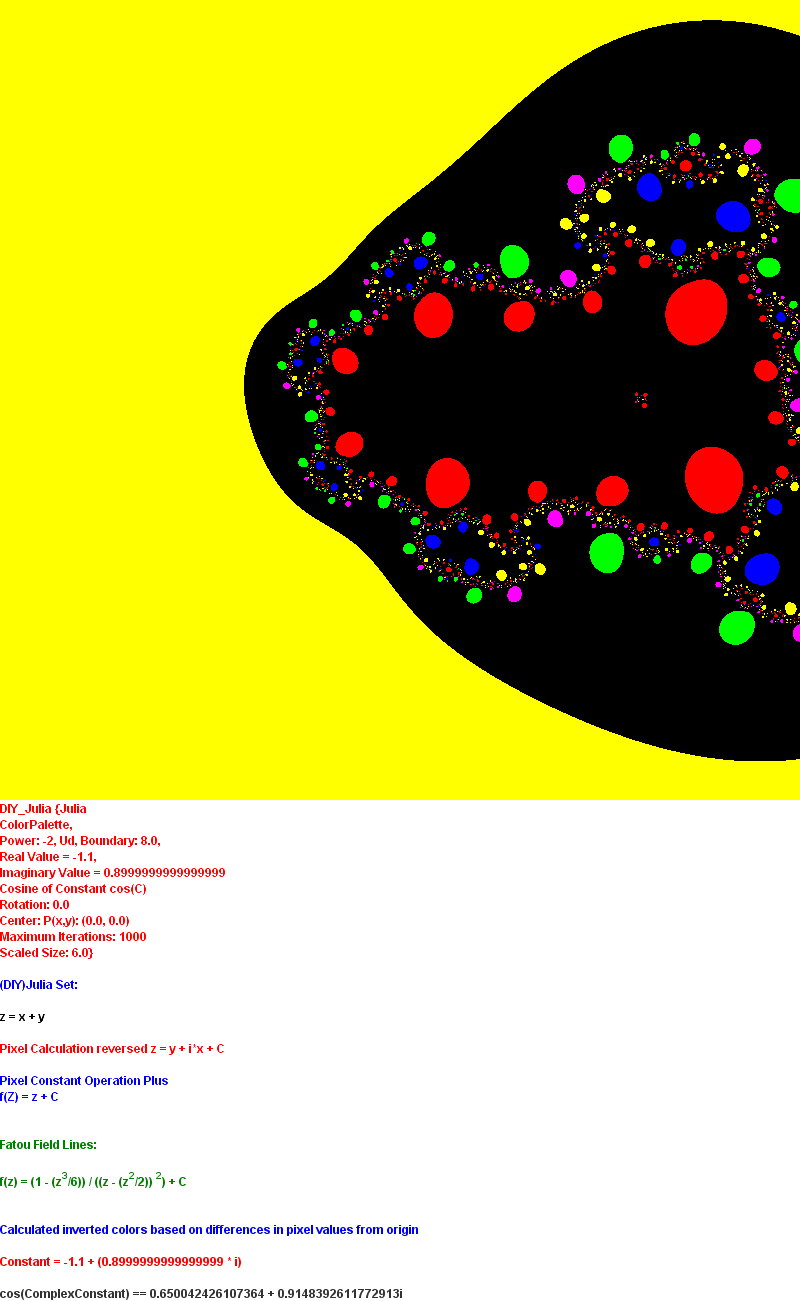 DIY_Julia {Julia
ColorPalette,
Power: -2, Ud, Boundary: 8.0,
Real Value = -1.1,
Imaginary Value = 0.8999999999999999
Cosine of Constant cos(C)
Rotation: 0.0
Center: P(x,y): (0.0, 0.0)
Maximum Iterations: 1000
Scaled Size: 6.0}
(DIY)Julia Set:
z = x + y
Pixel Calculation reversed z = y + i*x + C
Pixel Constant Operation Plus
f(Z) = z + C
Fatou Field Lines:
f(z) = (1 - (z³/6)) / ((z - (z²/2)) ²) + C
Calculated inverted colors based on differences in pixel values from origin
Constant = -1.1 + (0.8999999999999999 * i)
cos(ComplexConstant) == 0.650042426107364 + 0.9148392611772913i